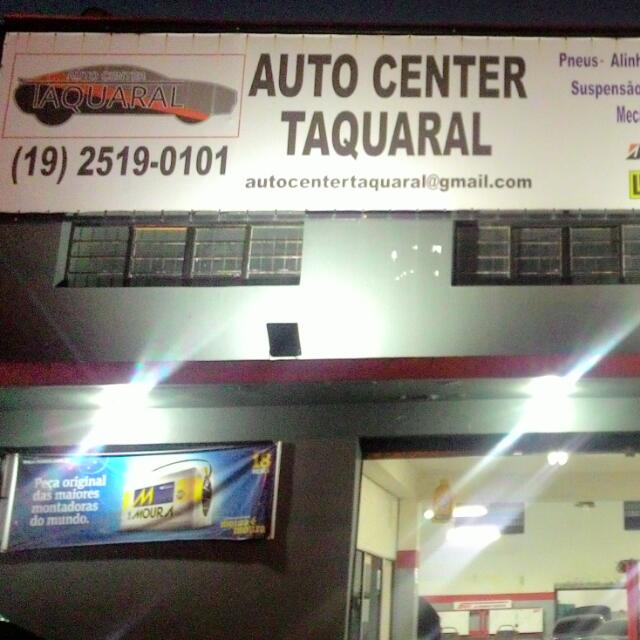 AUTO CENTER
TAQUARAL
(19) 2519-0101
AUTO CENTER
TAQUARAL
autocentertaquaral@gmail.com
Pneus- Alinh
Suspensão
Mec
Peça original
das maiores
montadoras
do mundo.
MOURA
18